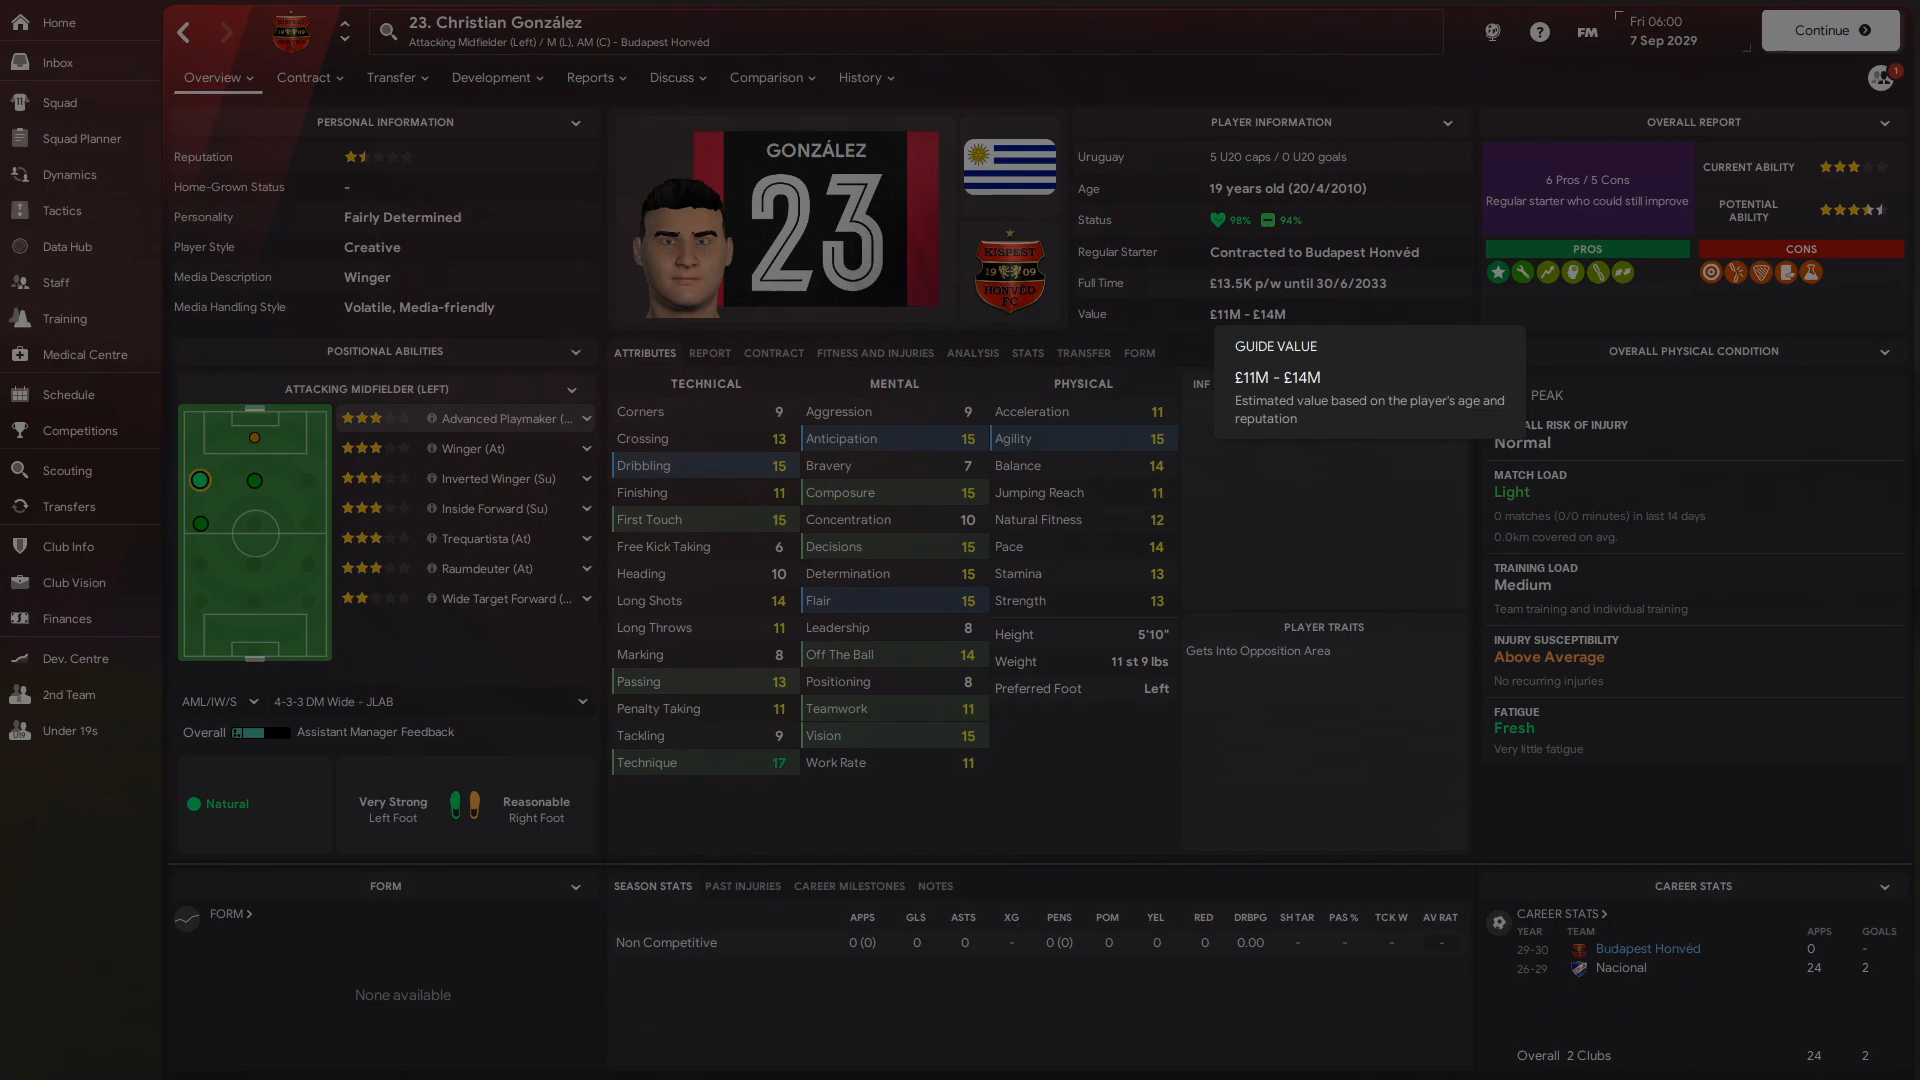 Home
Inbox
Squad
Squad Planner
Dynamics
Tactics
Data Hub
Staff
Training
Medical Centre
Schedule
Competitions
Scouting
Transfers
Club Info
Club Vision
Finances
Dev. Centre
2nd Team
Under 19s
23. Christian González
Attacking Midfielder (Left) / M (L), AM (C) - Budapest Honvéd
FM
Fri 06:00
7 Sep 2029
Continue
Overview
Contract
Transfer
Development
Reports
Discuss
Comparison
History
1
PERSONAL INFORMATION
Reputation
Home-Grown Status -
Personality Fairly Determined
Player Style Creative
Media Description Winger
Media Handling Style Volatile, Media-friendly
GONZÁLEZ
23
KISPEST
1909
HONVÉD
FC
PLAYER INFORMATION
Uruguay 5 U20 caps / 0 U20 goals
Age 19 years old (20/4/2010)
Status 98% 94%
Regular Starter Contracted to Budapest Honvéd
Full Time £13.5K p/w until 30/6/2033
Value £11M - £14M
OVERALL REPORT
6 Pros / 5 Cons
Regular starter who could still improve
CURRENT ABILITY
POTENTIAL ABILITY
PROS
CONS
GUIDE VALUE
£11M - £14M
Estimated value based on the player's age and
reputation
POSITIONAL ABILITIES
ATTACKING MIDFIELDER (LEFT)
Advanced Playmaker (...
Winger (At)
Inverted Winger (Su)
Inside Forward (Su)
Trequartista (At)
Raumdeuter (At)
Wide Target Forward (...
AML/IW/S
4-3-3 DM Wide - JLAB
Overall
Assistant Manager Feedback
Natural
Very Strong
Left Foot
Reasonable
Right Foot
ATTRIBUTES REPORT CONTRACT FITNESS AND INJURIES ANALYSIS STATS TRANSFER FORM
TECHNICAL
Corners 9
Crossing 13
Dribbling 15
Finishing 11
First Touch 15
Free Kick Taking 6
Heading 10
Long Shots 14
Long Throws 11
Marking 8
Passing 13
Penalty Taking 11
Tackling 9
Technique 17
MENTAL
Aggression 9
Anticipation 15
Bravery 7
Composure 15
Concentration 10
Decisions 15
Determination 15
Flair 15
Leadership 8
Off The Ball 14
Positioning 8
Teamwork 11
Vision 15
Work Rate 11
PHYSICAL
Acceleration 11
Agility 15
Balance 14
Jumping Reach 11
Natural Fitness 12
Pace 14
Stamina 13
Strength 13
Height 5'10"
Weight 11 st 9 lbs
Preferred Foot Left
INF
PLAYER TRAITS
Gets Into Opposition Area
OVERALL PHYSICAL CONDITION
PEAK
ALL RISK OF INJURY
Normal
MATCH LOAD
Light
0 matches (0/0 minutes) in last 14 days
0.0km covered on avg.
TRAINING LOAD
Medium
Team training and individual training
INJURY SUSCEPTIBILITY
Above Average
No recurring injuries
FATIGUE
Fresh
Very little fatigue
FORM
FORM
None available
SEASON STATS PAST INJURIES CAREER MILESTONES NOTES
APPS GLS ASTS XG PENS POM YEL RED DRBPG SH TAR PAS % TCK W AV RAT
Non Competitive 0 (0) 0 0 - 0 (0) 0 0 0 0.00 - - - -
CAREER STATS
CAREER STATS
YEAR TEAM APPS GOALS
29-30 Budapest Honvéd 0 -
26-29 Nacional 24 2
Overall 2 Clubs 24 2